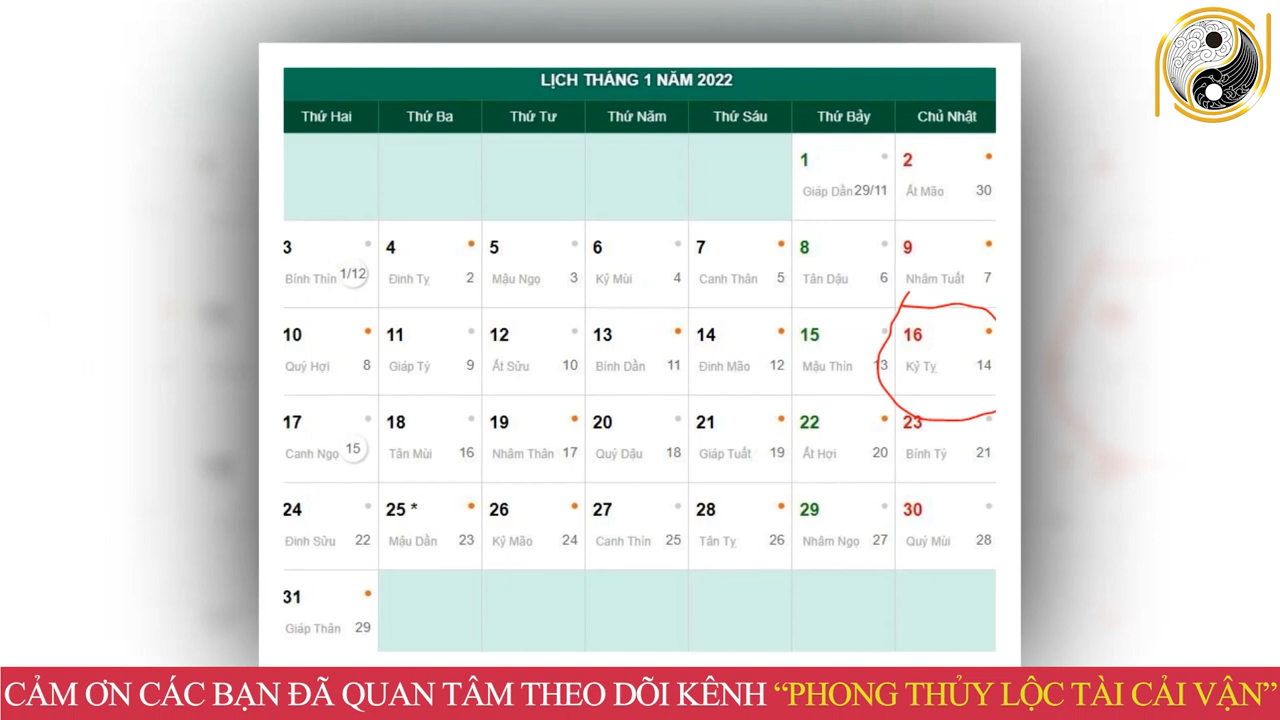 LỊCH THÁNG 1 NĂM 2022
Thứ Hai Thứ Ba Thứ Tư Thứ Năm Thứ Sáu Thứ Bảy Chủ Nhật
1 2
Giáp Dần 29/11 Ất Mão 30
3 4 5 6 7 8 9
Bính Thìn 1/12 Đinh Tỵ 2 Mậu Ngọ 3 Kỷ Mùi 4 Canh Thân 5 Tân Dậu 6 Nhâm Tuất 7
10 11 12 13 14 15 16
Quý Hợi 8 Giáp Tý 9 Ất Sửu 10 Bính Dần 11 Đinh Mão 12 Mậu Thìn 13 Kỷ Tỵ 14
17 18 19 20 21 22 23
Canh Ngọ 15 Tân Mùi 16 Nhâm Thân 17 Quý Dậu 18 Giáp Tuất 19 Ất Hợi 20 Bính Tý 21
24 25 * 26 27 28 29 30
Đinh Sửu 22 Mậu Dần 23 Kỷ Mão 24 Canh Thìn 25 Tân Tỵ 26 Nhâm Ngọ 27 Quý Mùi 28
31
Giáp Thân 29
CẢM ƠN CÁC BẠN ĐÃ QUAN TÂM THEO DÕI KÊNH “PHONG THỦY LỘC TÀI CẢI VẬN”